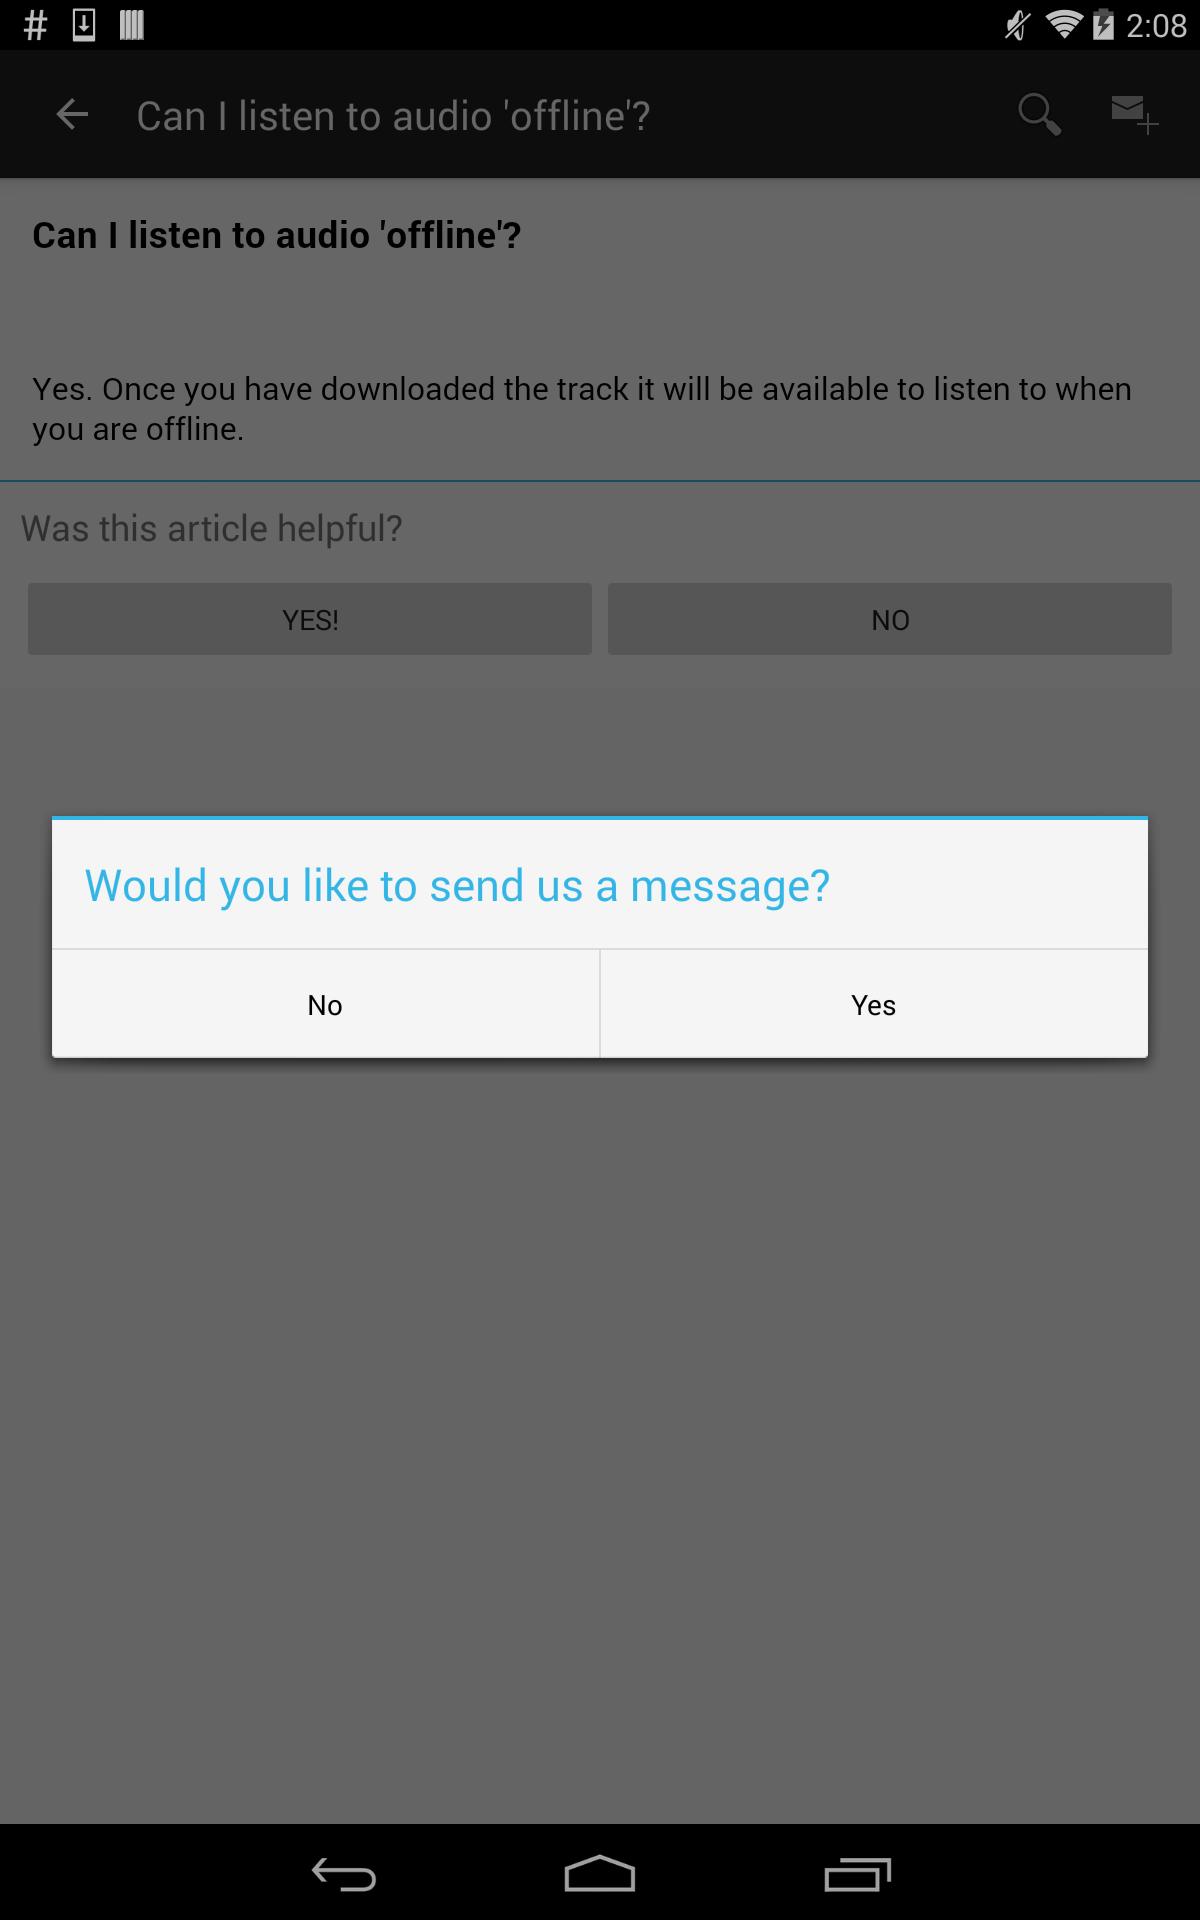 2:08
Can I listen to audio 'offline'?
Can I listen to audio 'offline'?
Yes. Once you have downloaded the track it will be available to listen to when
you are offline.
Was this article helpful?
YES!
NO
Would you like to send us a message?
No
Yes